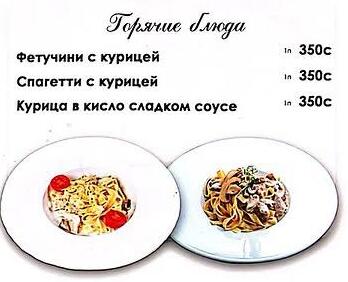 Горячие блюда
Фетучини с курицей 1п 350с
Спагетти с курицей 1п 350с
Курица в кисло сладком соусе 1п 350с